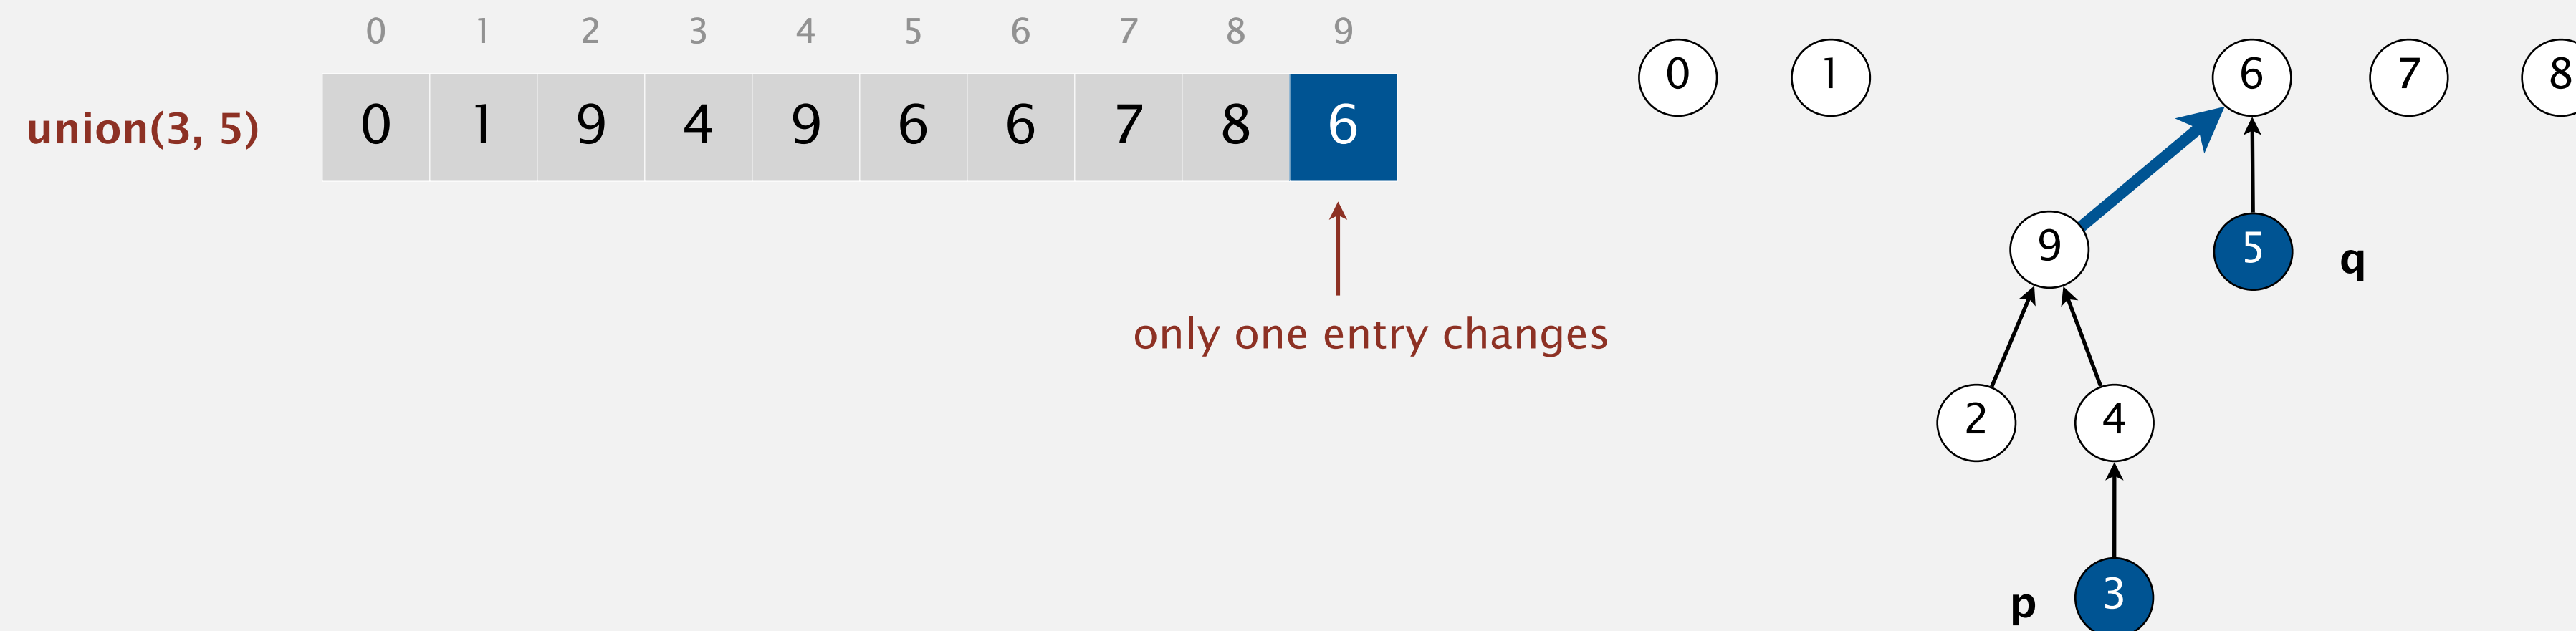 0 1 2 3 4 5 6 7 8 9
union(3, 5) 0 1 9 4 9 6 6 7 8 6
only one entry changes
0 1 6 7 8
9 5 q
2 4
p 3